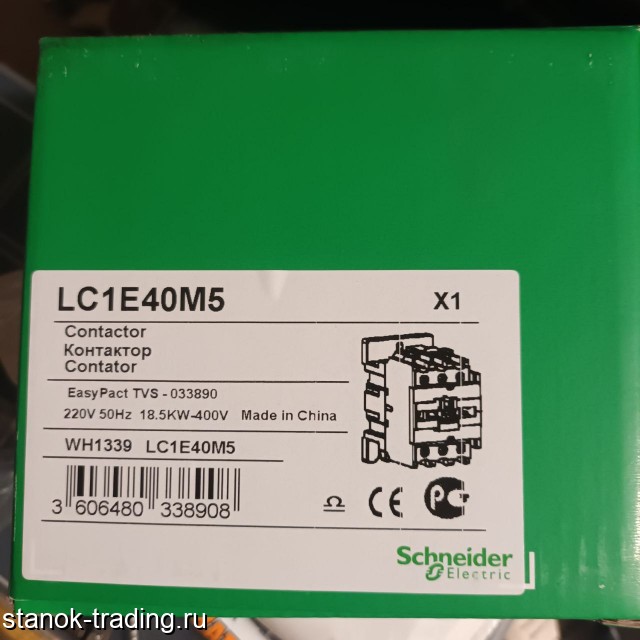 LC1E40M5 X1
Contactor
Контактор
Contator
EasyPact TVS - 033890
220V 50Hz 18.5KW-400V Made in China
WH1339 LC1E40M5
3 606480 338908
CE PCT
Schneider
Electric
stanok-trading.ru